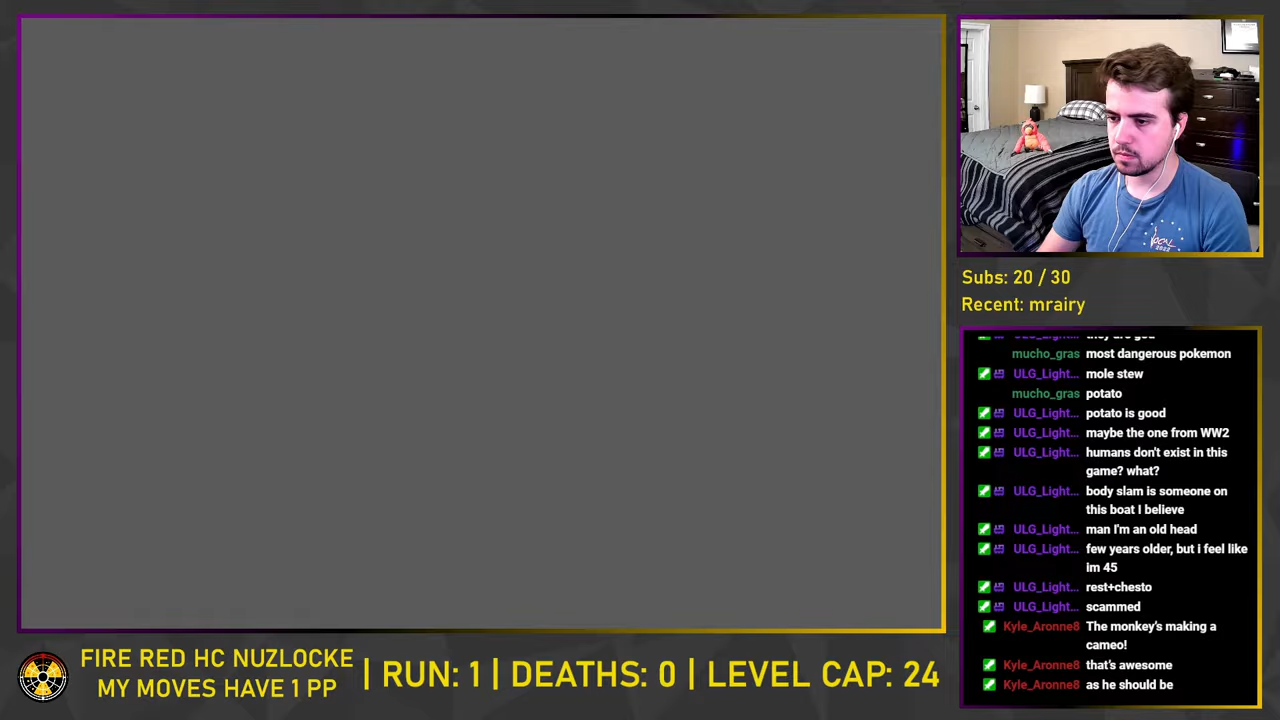 Subs: 20 / 30
Recent: mrairy
mucho_gras most dangerous pokemon
ULG_Light... mole stew
mucho_gras potato
ULG_Light... potato is good
ULG_Light... maybe the one from WW2
ULG_Light... humans don't exist in this
game? what?
ULG_Light... body slam is someone on
this boat I believe
ULG_Light... man I'm an old head
ULG_Light... few years older, but i feel like
im 45
ULG_Light... rest+chesto
ULG_Light... scammed
Kyle_Aronne8 The monkey's making a
cameo!
Kyle_Aronne8 that's awesome
Kyle_Aronne8 as he should be
FIRE RED HC NUZLOCKE
MY MOVES HAVE 1 PP
| RUN: 1 | DEATHS: 0 | LEVEL CAP: 24